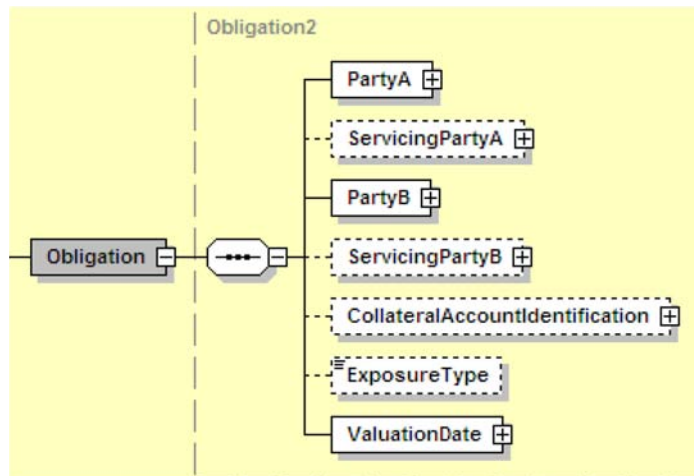 Obligation2
PartyA
ServicingPartyA
PartyB
Obligation
ServicingPartyB
CollateralAccountIdentification
ExposureType
ValuationDate